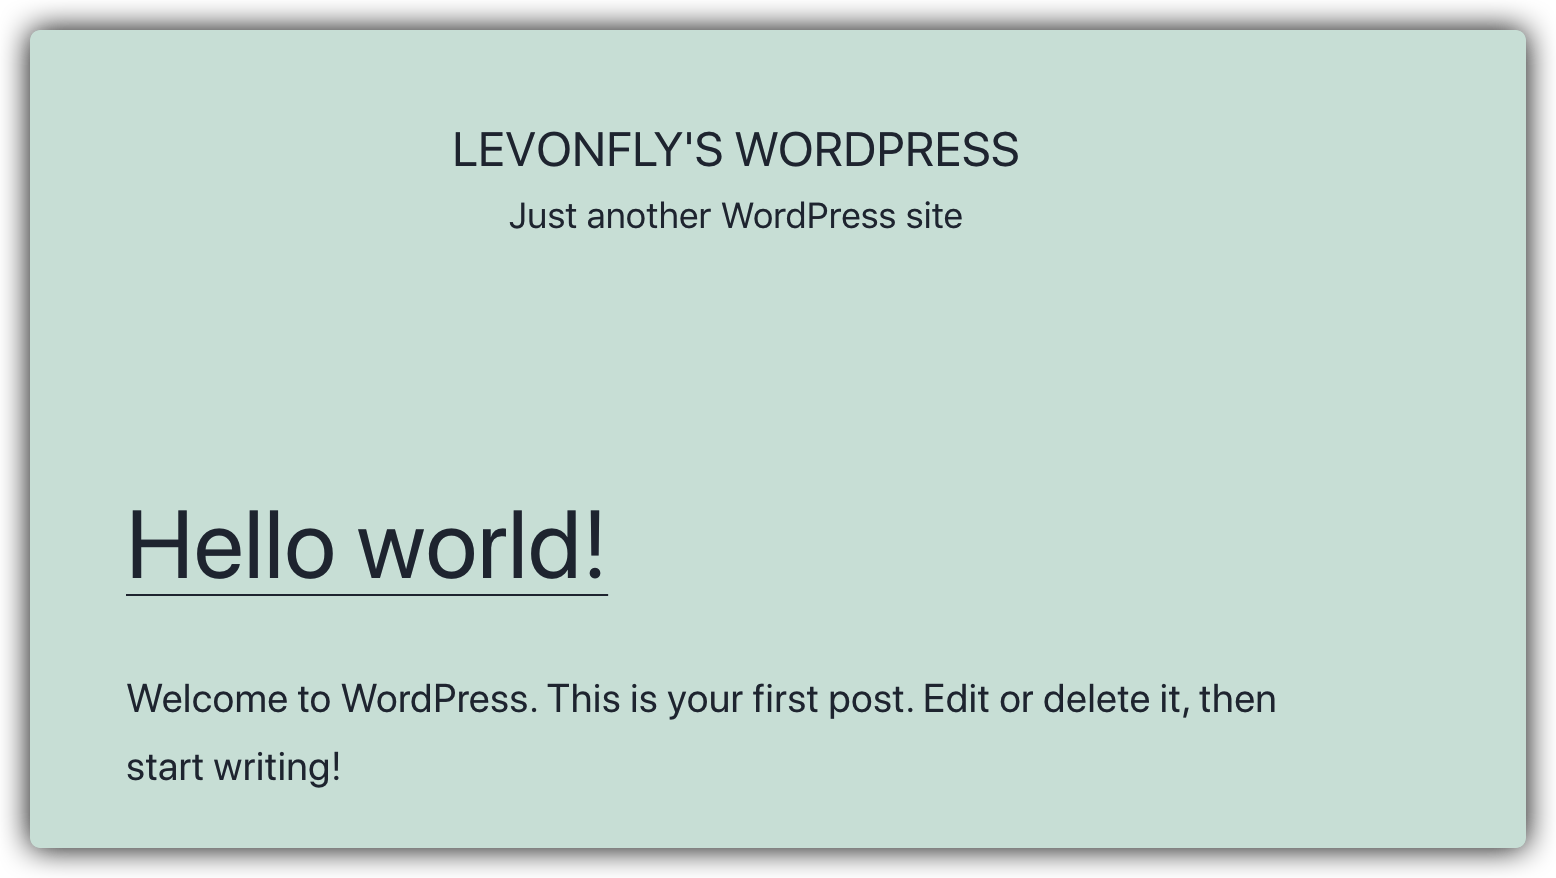 LEVONFLY'S WORDPRESS
Just another WordPress site
Hello world!
Welcome to WordPress. This is your first post. Edit or delete it, then
start writing!